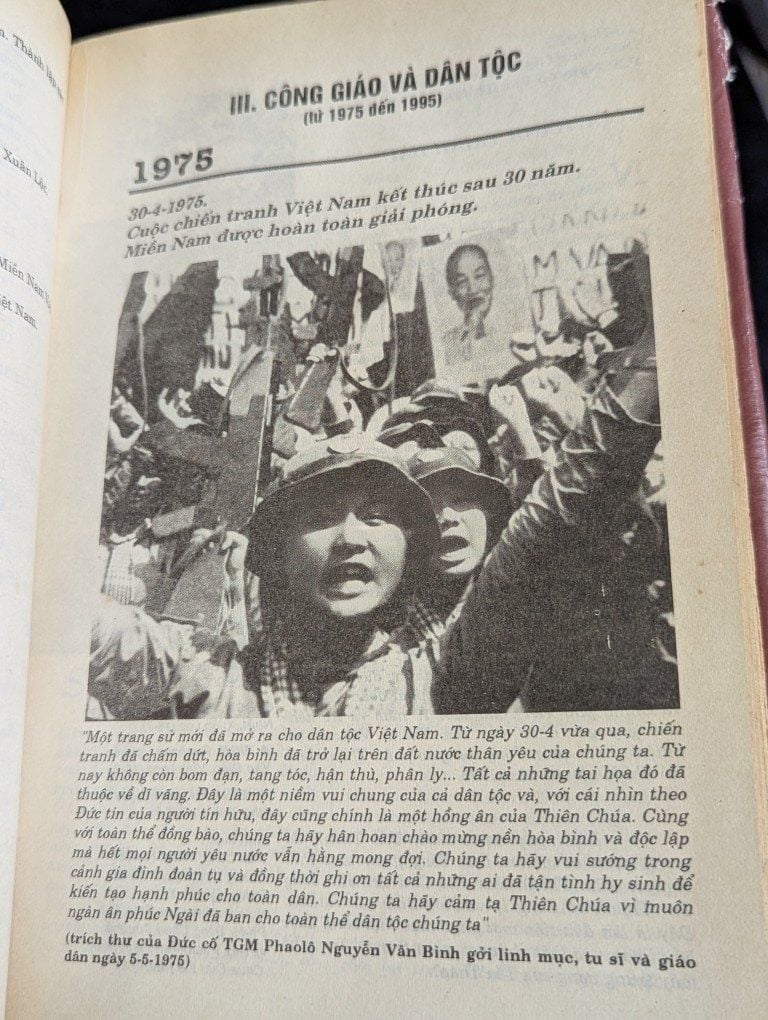 Thành lập
Xuân Lộc
Miền Nam
iệt Nam
III. CÔNG GIÁO VÀ DÂN TỘC
(từ 1975 đến 1995)
1975
30-4-1975.
Cuộc chiến tranh Việt Nam kết thúc sau 30 năm.
Miền Nam được hoàn toàn giải phóng.
"Một trang sử mới đã mở ra cho dân tộc Việt Nam. Từ ngày 30-4 vừa qua, chiến
tranh đã chấm dứt, hòa bình đã trở lại trên đất nước thân yêu của chúng ta. Từ
nay không còn bom đạn, tang tóc, hận thù, phân ly... Tất cả những tai họa đó đã
thuộc về dĩ vãng. Đây là một niềm vui chung của cả dân tộc và, với cái nhìn theo
Đức tin của người tín hữu, đây cũng chính là một hồng ân của Thiên Chúa. Cùng
với toàn thể đồng bào, chúng ta hãy hân hoan chào mừng nền hòa bình và độc lập
mà hết mọi người yêu nước vẫn hằng mong đợi. Chúng ta hãy vui sướng trong
cảnh gia đình đoàn tụ và đồng thời ghi ơn tất cả những ai đã tận tình hy sinh để
kiến tạo hạnh phúc cho toàn dân. Chúng ta hãy cảm tạ Thiên Chúa vì muôn
ngàn ân phúc Ngài đã ban cho toàn thể dân tộc chúng ta"
(trích thư của Đức cố TGM Phaolô Nguyễn Văn Bình gởi linh mục, tu sĩ và giáo
dân ngày 5-5-1975)